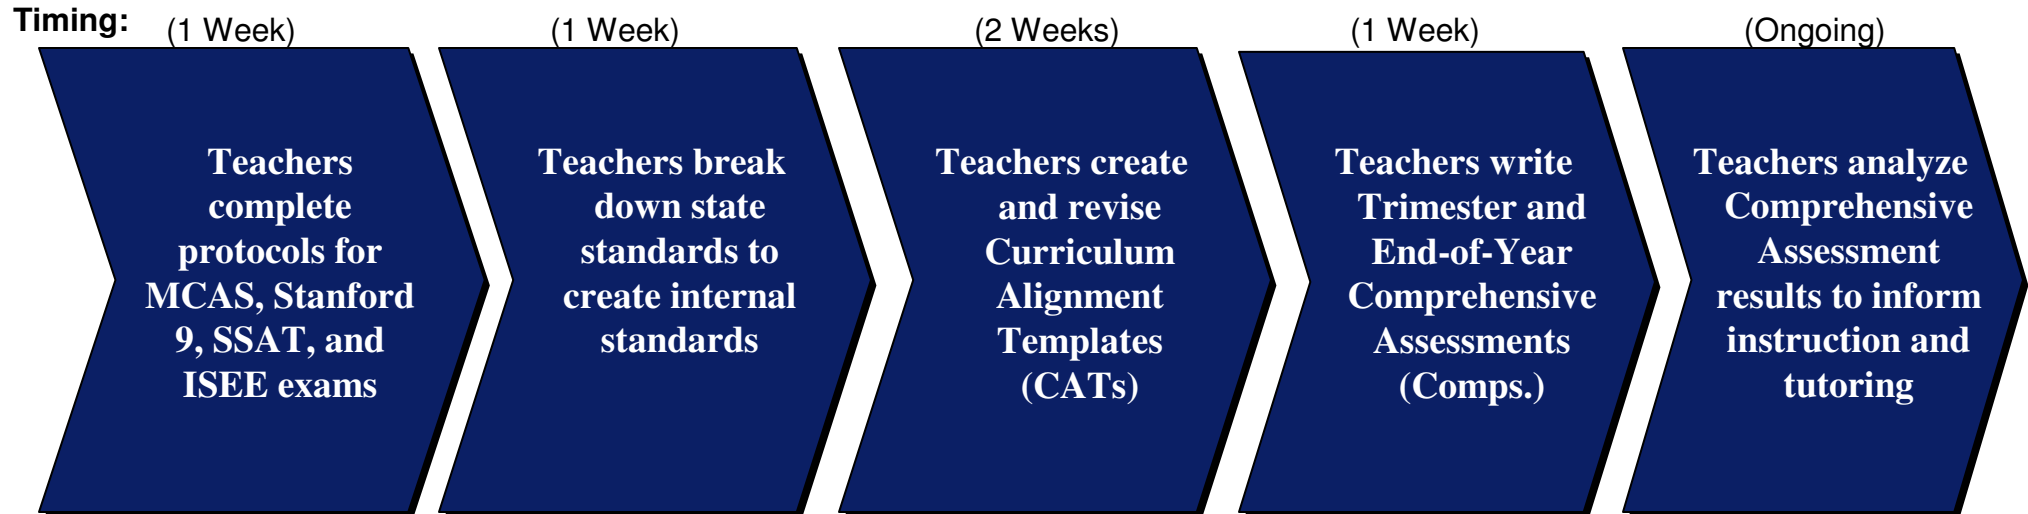 Timing:
(1 Week)
(1 Week)
(2 Weeks)
(1 Week)
(Ongoing)
Teachers
complete
protocols for
MCAS, Stanford
9, SSAT, and
ISEE exams
Teachers break
down state
standards to
create internal
standards
Teachers create
and revise
Curriculum
Alignment
Templates
(CATs)
Teachers write
Trimester and
End-of-Year
Comprehensive
Assessments
(Comps.)
Teachers analyze
Comprehensive
Assessment
results to inform
instruction and
tutoring